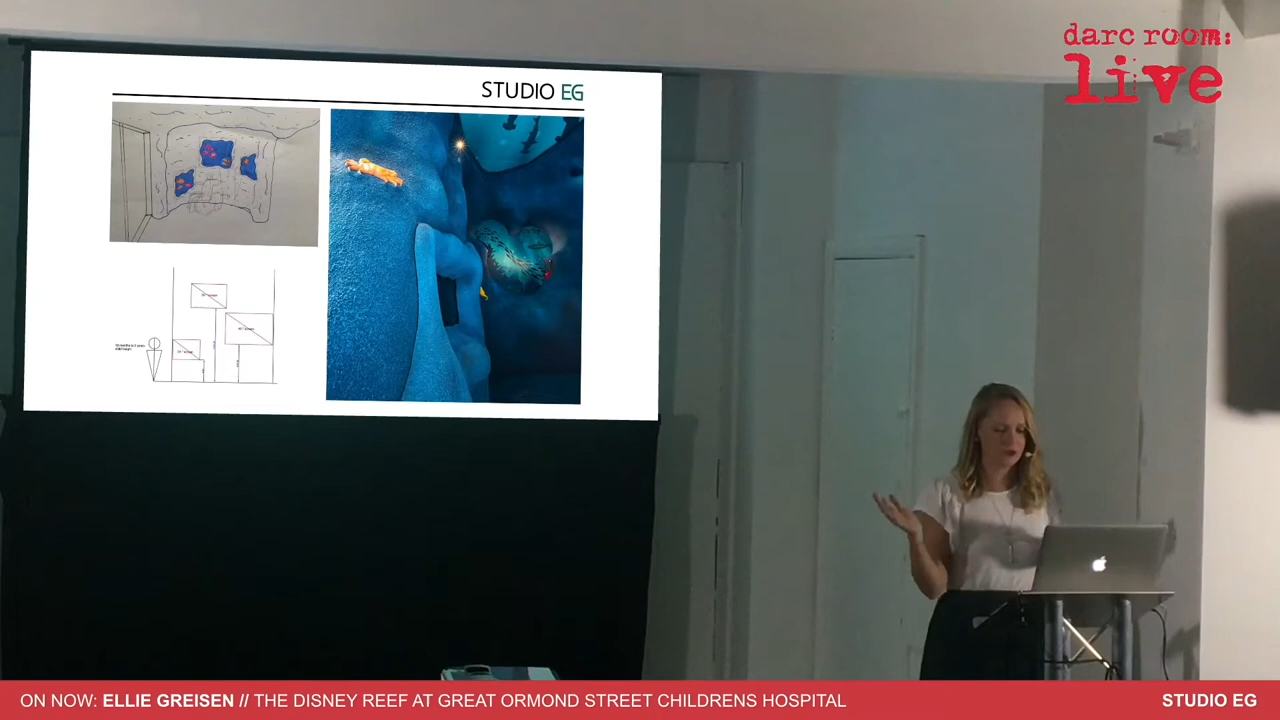 darc room:
live
STUDIO EG
ON NOW: ELLIE GREISEN // THE DISNEY REEF AT GREAT ORMOND STREET CHILDRENS HOSPITAL
STUDIO EG